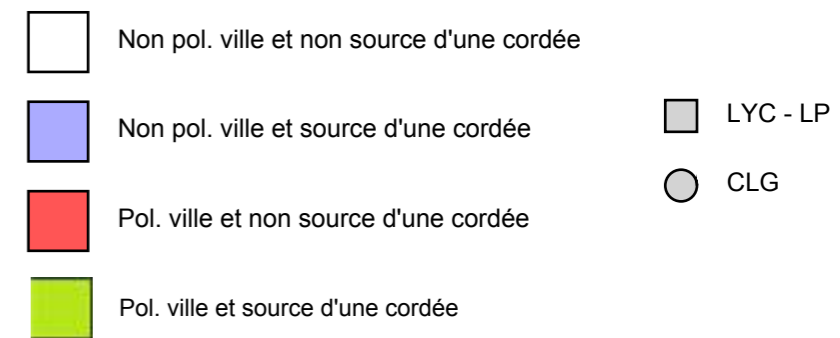 Non pol. ville et non source d'une cordée
Non pol. ville et source d'une cordée
Pol. ville et non source d'une cordée
Pol. ville et source d'une cordée
LYC - LP
CLG